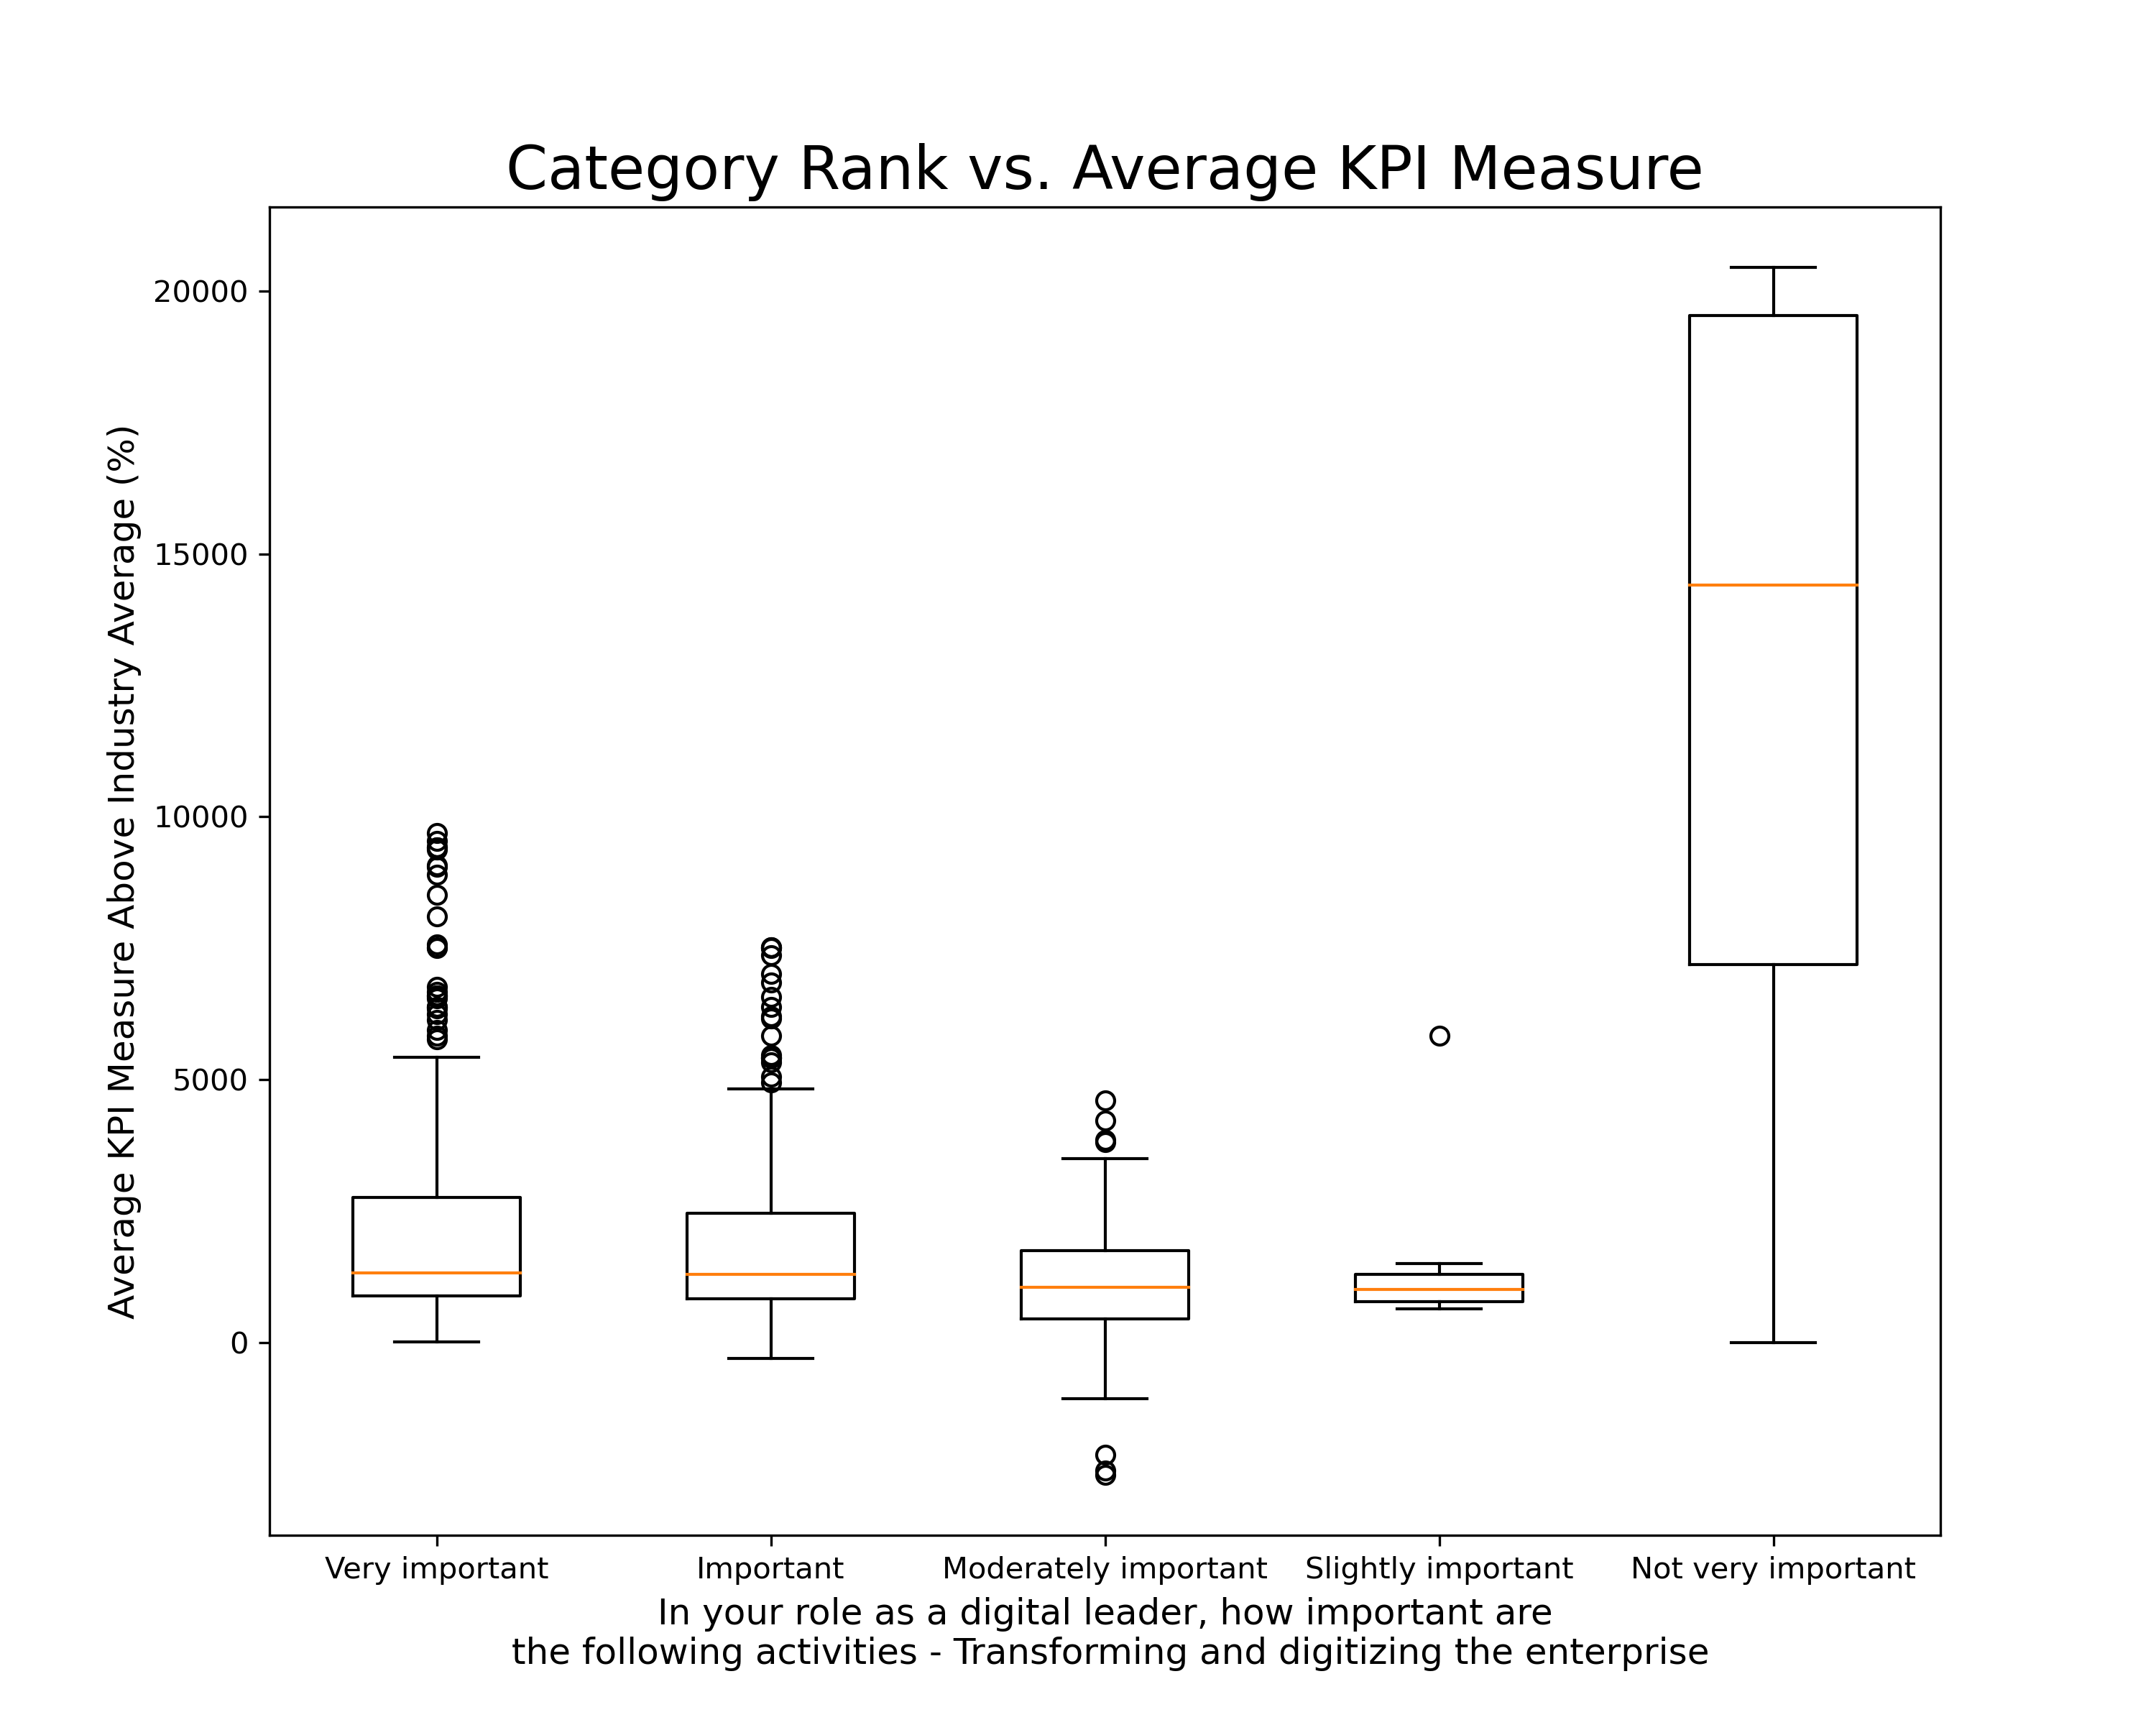 Category Rank vs. Average KPI Measure
Average KPI Measure Above Industry Average (%)
20000
15000
10000
5000
0
Very important
Important
Moderately important
Slightly important
Not very important
In your role as a digital leader, how important are
the following activities - Transforming and digitizing the enterprise